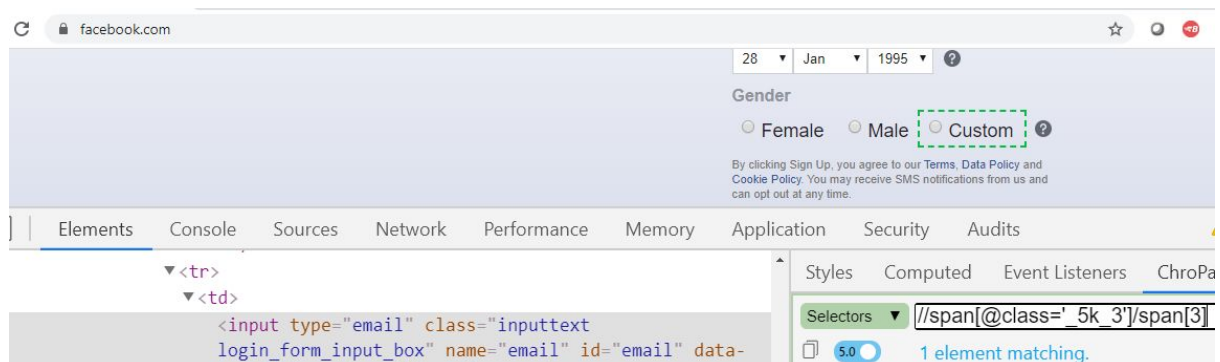 facebook.com
28 Jan 1995
Gender
Female Male Custom
By clicking Sign Up, you agree to our Terms, Data Policy and
Cookie Policy. You may receive SMS notifications from us and
can opt out at any time.
Elements Console Sources Network Performance Memory Application Security Audits
<tr>
<td>
<input type="email" class="inputtext
login_form_input_box" name="email" id="email" data-
Styles Computed Event Listeners ChroPa
Selectors //span[@class='_5k_3']/span[3]
5.0 1 element matching.